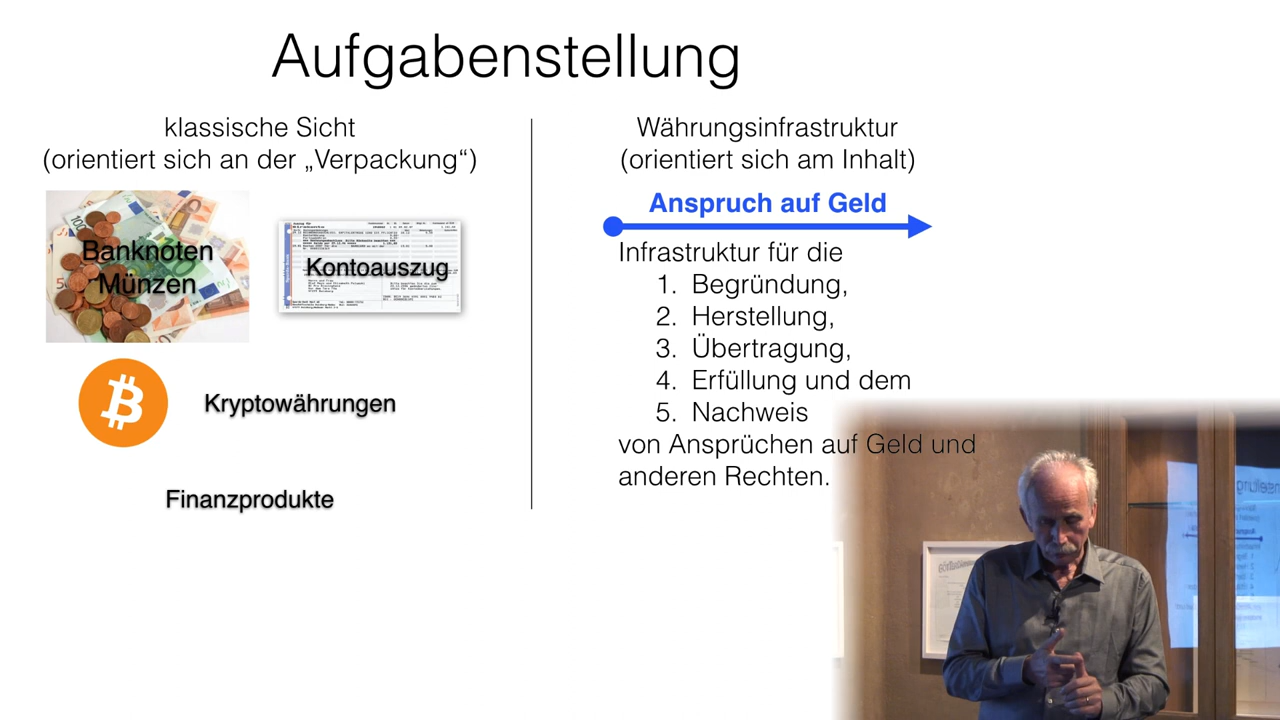 Aufgabenstellung
klassische Sicht
(orientiert sich an der „Verpackung“)
Banknoten
Münzen
Kontoauszug
Kryptowährungen
Finanzprodukte
Währungsinfrastruktur
(orientiert sich am Inhalt)
Anspruch auf Geld
Infrastruktur für die
1. Begründung,
2. Herstellung,
3. Übertragung,
4. Erfüllung und dem
5. Nachweis
von Ansprüchen auf Geld und
anderen Rechten.